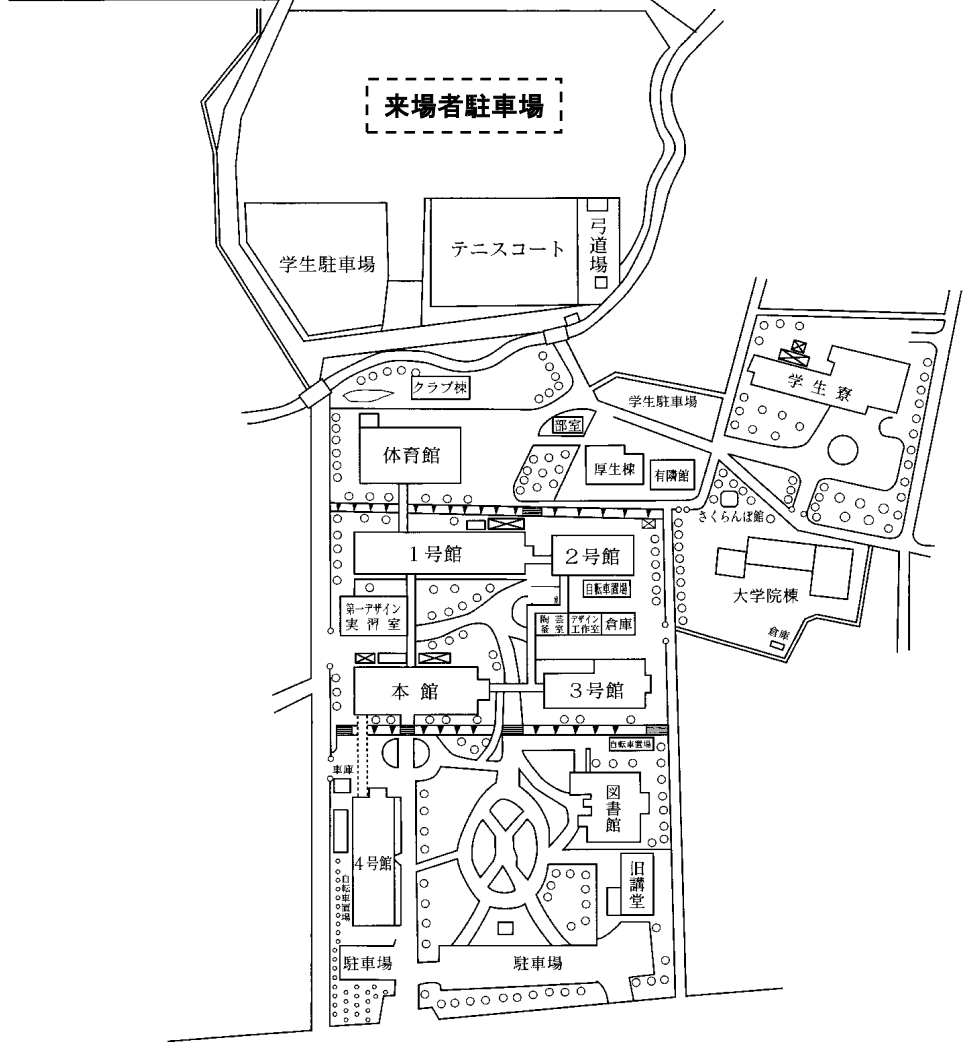 来場者駐車場
学生駐車場
テニスコート
弓道場
クラブ棟
学生駐車場
学生寮
部室
体育館
厚生棟
有隣館
さくらんぼ館
1号館
2号館
自転車置場
大学院棟
第一デザイン
実習室
陶芸
釜室
デザイン
工作室
倉庫
倉庫
本館
3号館
自転車置場
車庫
図書館
4号館
旧講堂
自転車置場
駐車場
駐車場